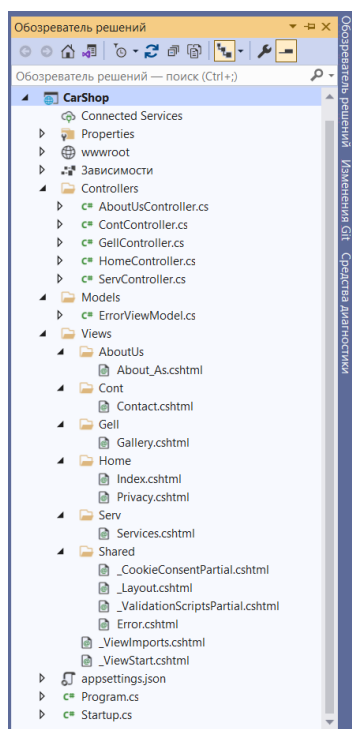 Обозреватель решений
Обозреватель решений — поиск (Ctrl+;)
CarShop
Connected Services
Properties
wwwroot
Зависимости
Controllers
C# AboutUsController.cs
C# ContController.cs
C# GellController.cs
C# HomeController.cs
C# ServController.cs
Models
C# ErrorViewModel.cs
Views
AboutUs
About_As.cshtml
Cont
Contact.cshtml
Gell
Gallery.cshtml
Home
Index.cshtml
Privacy.cshtml
Serv
Services.cshtml
Shared
_CookieConsentPartial.cshtml
_Layout.cshtml
_ValidationScriptsPartial.cshtml
Error.cshtml
_ViewImports.cshtml
_ViewStart.cshtml
appsettings.json
C# Program.cs
C# Startup.cs
Обозреватель решений
Изменения Git
Средства диагностики